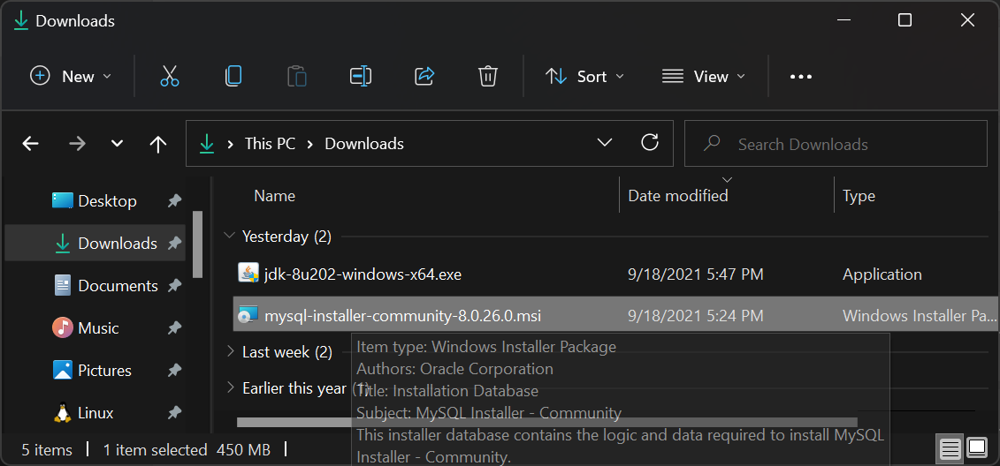 Downloads
New
Sort
View
This PC > Downloads
Search Downloads
Name Date modified Type
Desktop
Downloads
Documents
Music
Pictures
Linux
Yesterday (2)
jdk-8u202-windows-x64.exe 9/18/2021 5:47 PM Application
mysql-installer-community-8.0.26.0.msi 9/18/2021 5:24 PM Windows Installer Pa...
Last week (2)
Earlier this year (1)
Item type: Windows Installer Package
Authors: Oracle Corporation
Title: Installation Database
Subject: MySQL Installer - Community
This installer database contains the logic and data required to install MySQL
Installer - Community.
5 items 1 item selected 450 MB